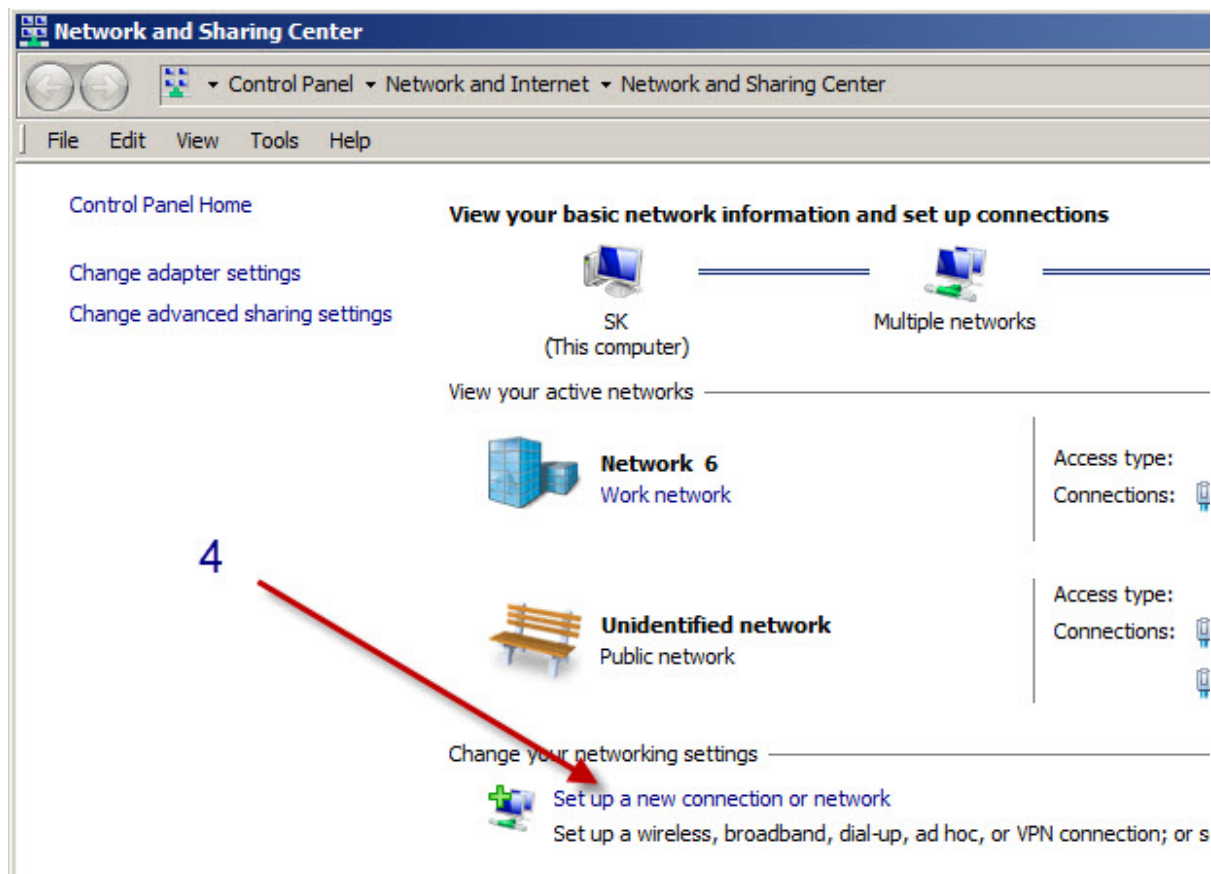 Network and Sharing Center
Control Panel Network and Internet Network and Sharing Center
File Edit View Tools Help
Control Panel Home
Change adapter settings
Change advanced sharing settings
View your basic network information and set up connections
SK
(This computer)
Multiple networks
View your active networks
Network 6
Work network
Access type:
Connections:
4
Unidentified network
Public network
Access type:
Connections:
Change your networking settings
Set up a new connection or network
Set up a wireless, broadband, dial-up, ad hoc, or VPN connection; or